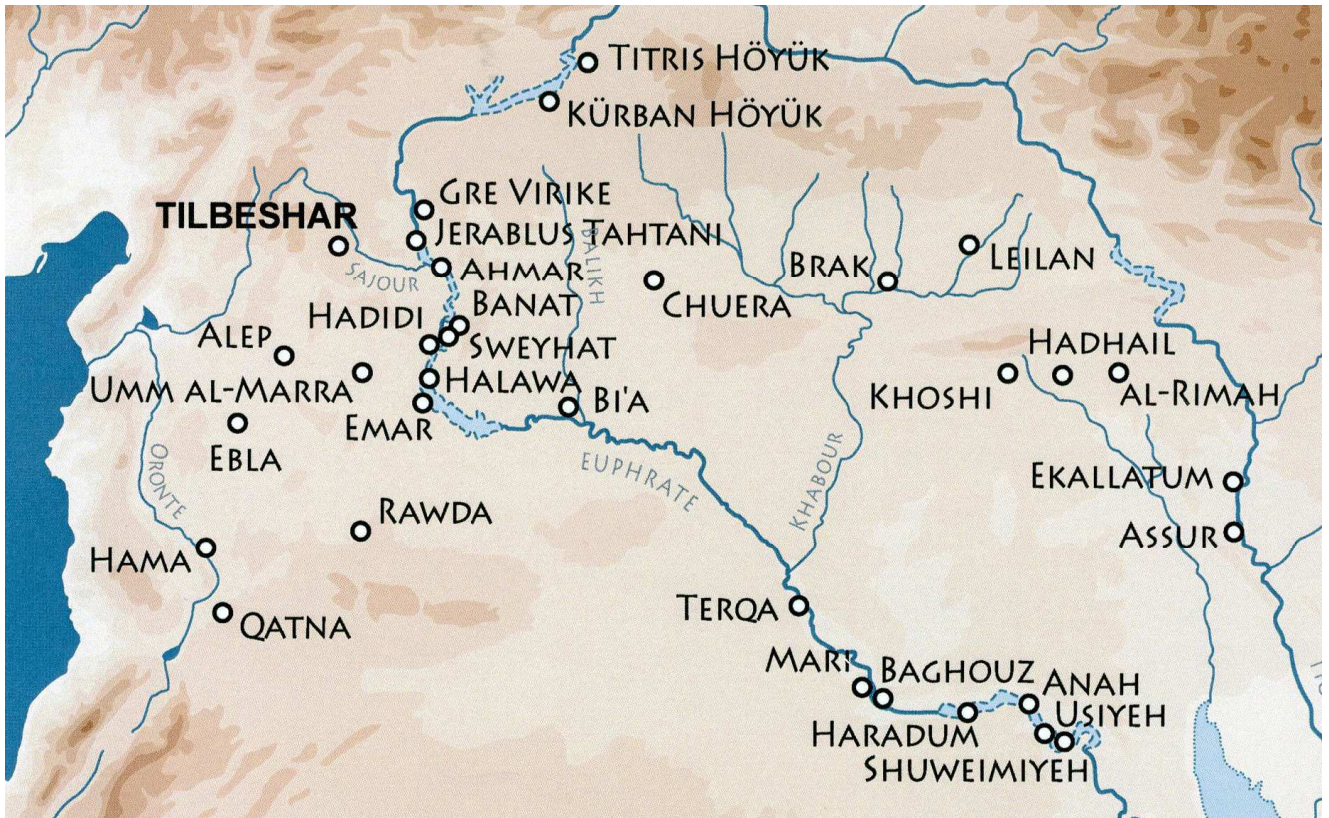 TITRIS HÖYÜK
KÜRBAN HÖYÜK
GRE VIRIKE
TILBESHAR
JERABLUS TAHTANI
BALIKH
SAJOUR
AHMAR
BRAK
LEILAN
CHUERA
BANAT
HADIDI
ALEP
SWEYHAT
HADHAIL
UMM AL-MARRA
HALAWA
KHOSHI
AL-RIMAH
EMAR
BI'A
EBLA
ORONTE
EUPHRATE
KHABOUR
EKALLATUM
RAWDA
ASSUR
HAMA
TERQA
QATNA
MARI
BAGHOUZ
ANAH
USIYEH
HARADUM
SHUWEIMIYEH